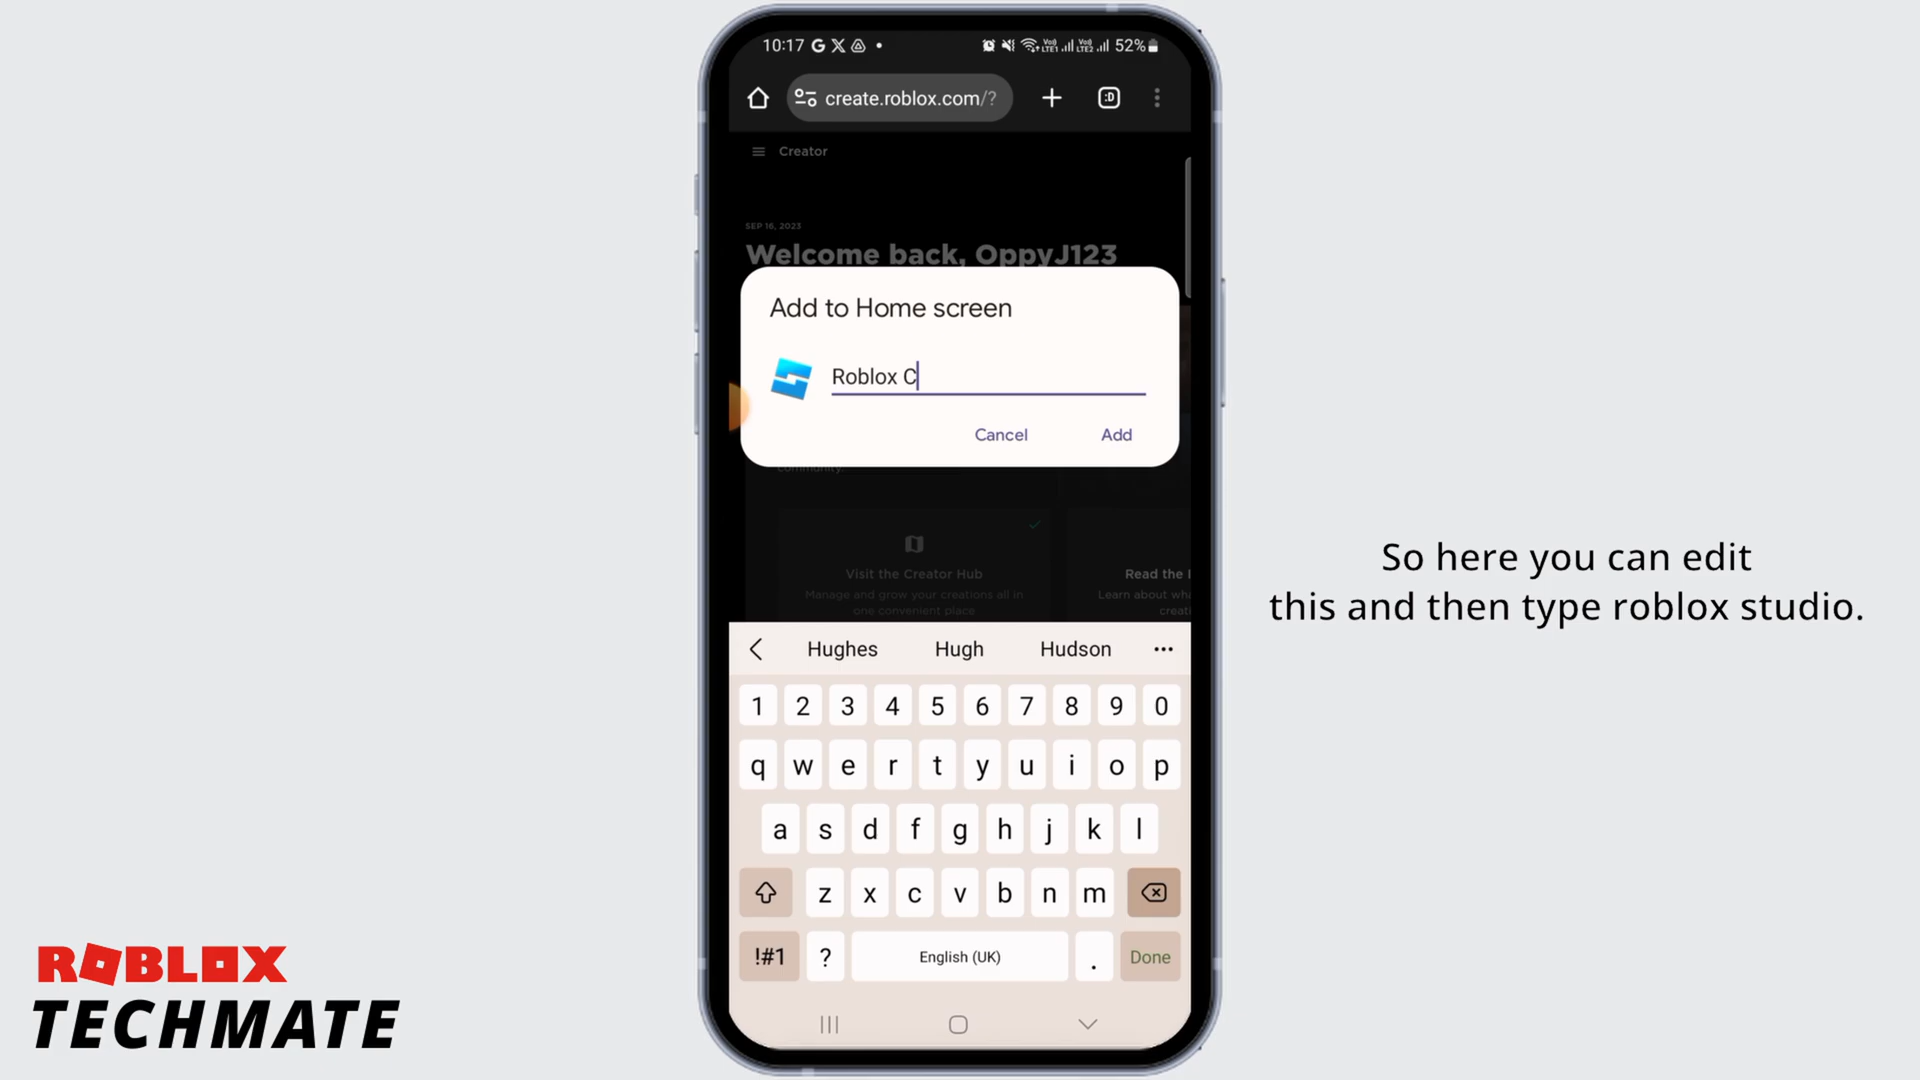 10:17
52%
create.roblox.com/?
:D
Creator
SEP 16, 2023
Welcome back, OppyJ123
Add to Home screen
Roblox C
Cancel
Add
community.
Visit the Creator Hub
Manage and grow your creations all in
one convenient place
Read the
Learn about
So here you can edit
this and then type roblox studio.
Hughes Hugh Hudson
1 2 3 4 5 6 7 8 9 0
q w e r t y u i o p
a s d f g h j k l
z x c v b n m
!#1 ? English (UK) . Done
ROBLOX
TECHMATE